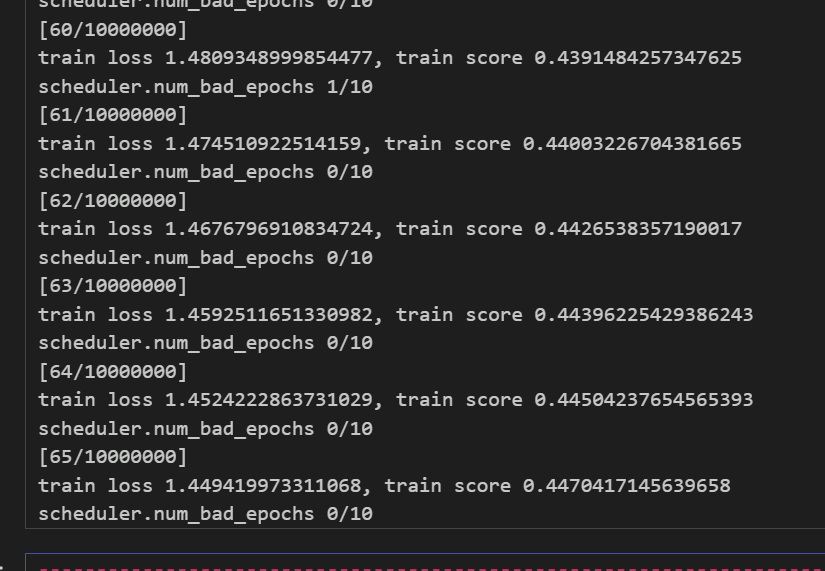 scheduler.num_bad_epochs 0/10
[60/10000000]
train loss 1.4809348999854477, train score 0.4391484257347625
scheduler.num_bad_epochs 1/10
[61/10000000]
train loss 1.474510922514159, train score 0.44003226704381665
scheduler.num_bad_epochs 0/10
[62/10000000]
train loss 1.4676796910834724, train score 0.4426538357190017
scheduler.num_bad_epochs 0/10
[63/10000000]
train loss 1.4592511651330982, train score 0.44396225429386243
scheduler.num_bad_epochs 0/10
[64/10000000]
train loss 1.4524222863731029, train score 0.44504237654565393
scheduler.num_bad_epochs 0/10
[65/10000000]
train loss 1.449419973311068, train score 0.4470417145639658
scheduler.num_bad_epochs 0/10